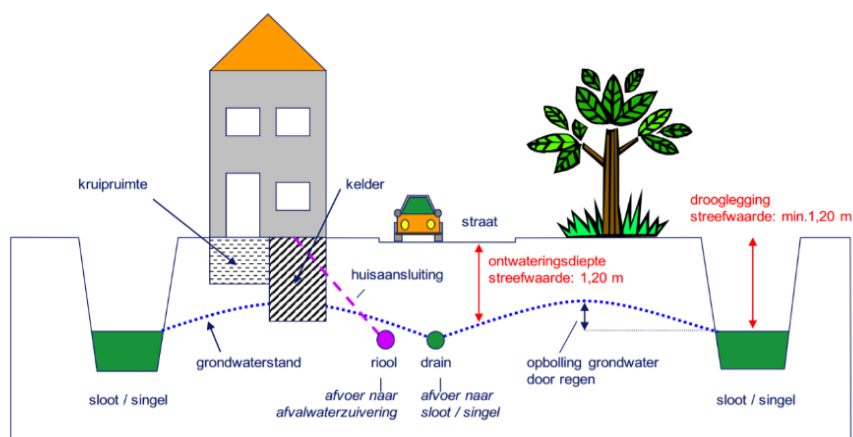 kruipruimte
kelder
straat
drooglegging
streefwaarde: min.1,20 m
ontwateringsdiepte
streefwaarde: 1,20 m
huisaansluiting
grondwaterstand
riool
drain
opbolling grondwater
door regen
sloot / singel
afvoer naar
afvalwaterzuivering
afvoer naar
sloot / singel
sloot / singel